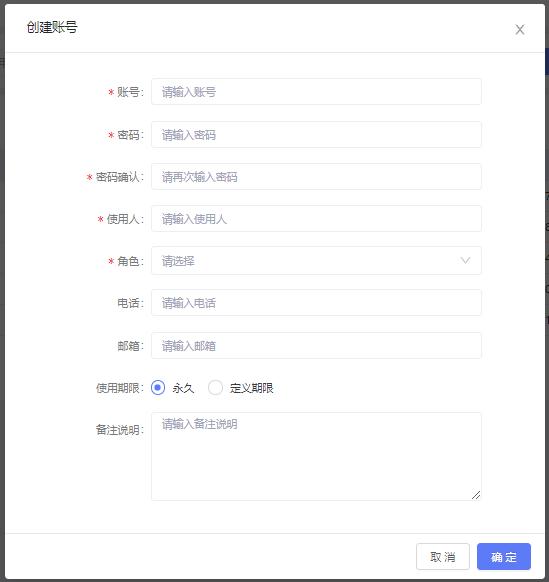 创建账号
* 账号: 请输入账号
* 密码: 请输入密码
* 密码确认: 请再次输入密码
* 使用人: 请输入使用人
* 角色: 请选择
电话: 请输入电话
邮箱: 请输入邮箱
使用期限: 永久 定义期限
备注说明: 请输入备注说明
取消 确定